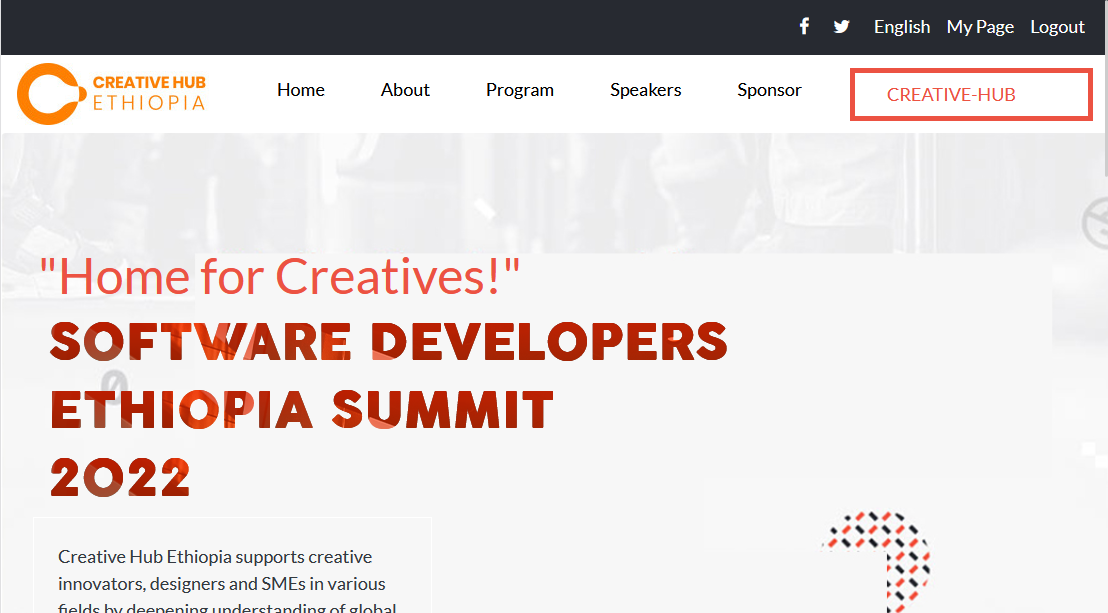 English My Page Logout
CREATIVE HUB
ETHIOPIA
Home About Program Speakers Sponsor
CREATIVE-HUB
"Home for Creatives!"
SOFTWARE DEVELOPERS
ETHIOPIA SUMMIT
2022
Creative Hub Ethiopia supports creative
innovators, designers and SMEs in various
fields by deepening understanding of global